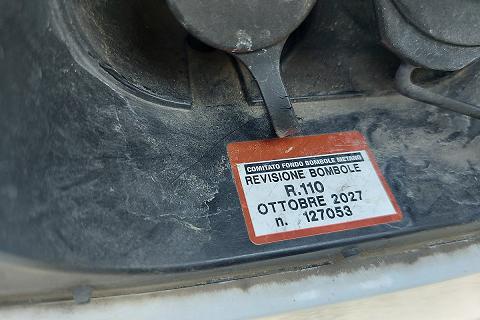 COMITATO FONDO BOMBOLE METANO
REVISIONE BOMBOLE
R.110
OTTOBRE 2027
n. 127053